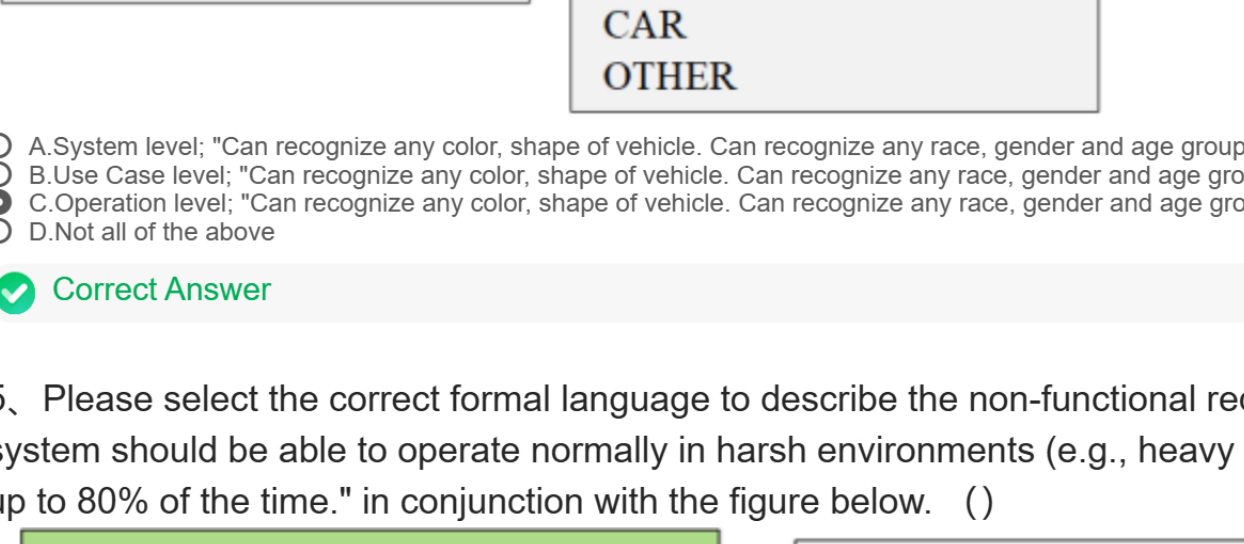 CAR
OTHER
A.System level; "Can recognize any color, shape of vehicle. Can recognize any race, gender and age group
B.Use Case level; "Can recognize any color, shape of vehicle. Can recognize any race, gender and age gro
C.Operation level; "Can recognize any color, shape of vehicle. Can recognize any race, gender and age gro
D.Not all of the above
Correct Answer
5、Please select the correct formal language to describe the non-functional re
system should be able to operate normally in harsh environments (e.g., heavy
up to 80% of the time." in conjunction with the figure below. ()